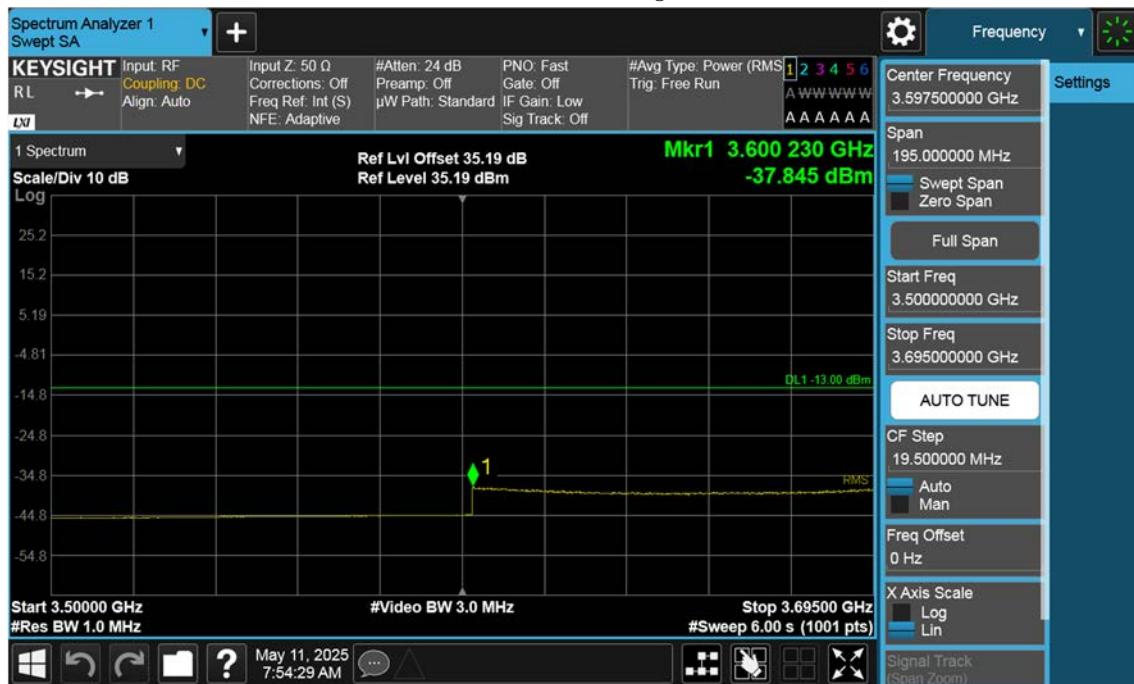 Spectrum Analyzer 1
Swept SA
+
Frequency
KEYSIGHT
RL
LXI
Input: RF
Coupling: DC
Align: Auto
Input Z: 50 Ω
Corrections: Off
Freq Ref: Int (S)
NFE: Adaptive
#Atten: 24 dB
Preamp: Off
µW Path: Standard
PNO: Fast
Gate: Off
IF Gain: Low
Sig Track: Off
#Avg Type: Power (RMS
Trig: Free Run
1 2 3 4 5 6
A W W W W W
A A A A A A
1 Spectrum
Scale/Div 10 dB
Ref Lvl Offset 35.19 dB
Ref Level 35.19 dBm
Mkr1 3.600 230 GHz
-37.845 dBm
Log
25.2
15.2
5.19
-4.81
-14.8
-24.8
-34.8
-44.8
-54.8
DL1 -13.00 dBm
1
RMS
Start 3.50000 GHz
#Res BW 1.0 MHz
#Video BW 3.0 MHz
Stop 3.69500 GHz
#Sweep 6.00 s (1001 pts)
Center Frequency
3.597500000 GHz
Span
195.000000 MHz
Swept Span
Zero Span
Full Span
Start Freq
3.500000000 GHz
Stop Freq
3.695000000 GHz
AUTO TUNE
CF Step
19.500000 MHz
Auto
Man
Freq Offset
0 Hz
X Axis Scale
Log
Lin
Signal Track
(Span Zoom)
Settings
?
May 11, 2025
7:54:29 AM